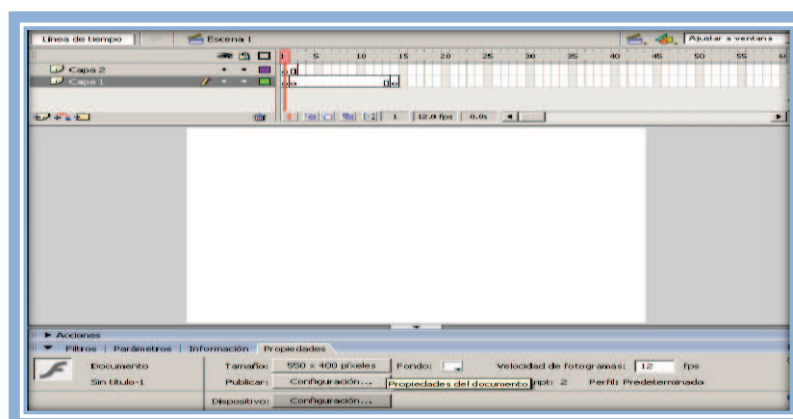 Línea de tiempo
Escena 1
Ajustar a ventana
1 5 10 15 20 25 30 35 40 45 50 55 6
Capa 2
Capa 1
1 12.0 fps 0.0s
Acciones
Filtros Parámetros Información Propiedades
Documento Tamaño: 550 x 400 píxeles Fondo: Velocidad de fotogramas: 12 fps
Sin título-1 Publicar: Configuración... Propiedades del documento ript: 2 Perfil: Predeterminado
Dispositivo: Configuración...